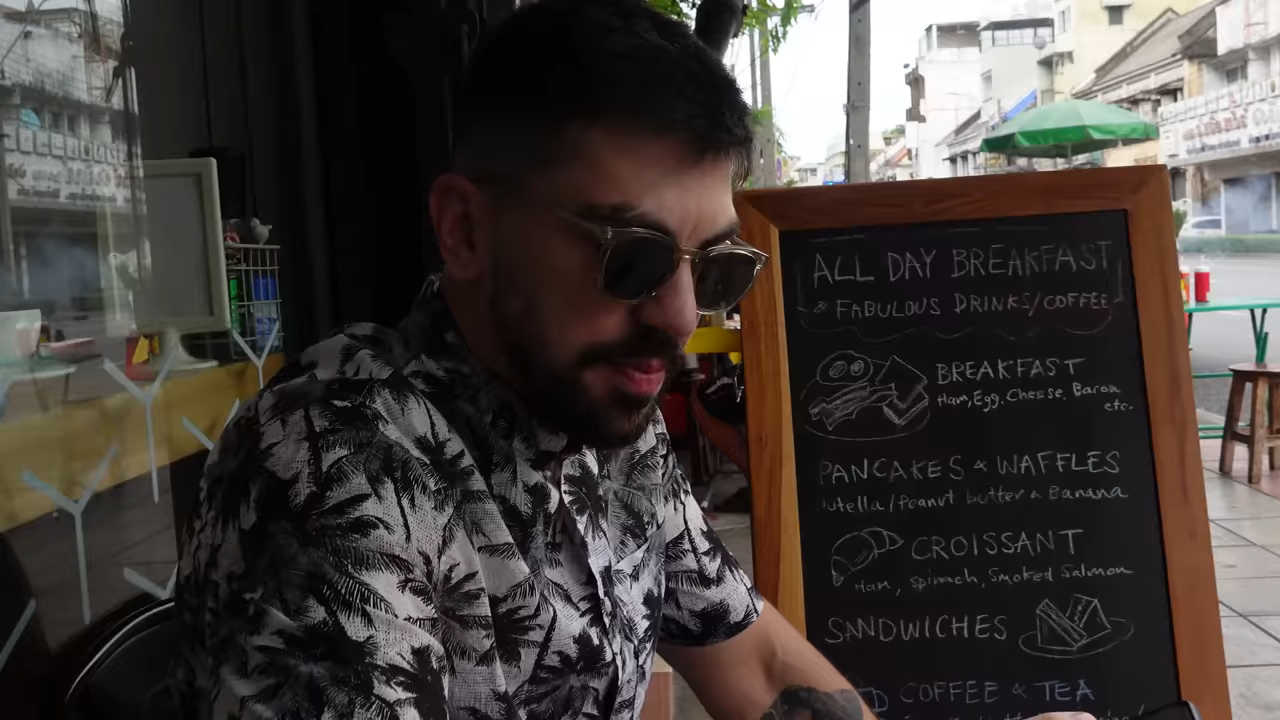 ALL DAY BREAKFAST
& FABULOUS DRINKS/COFFEE
BREAKFAST
Ham, Egg, Cheese, Bacon
etc.
PANCAKES & WAFFLES
Nutella/Peanut butter & Banana
CROISSANT
Ham, Spinach, Smoked Salmon
SANDWICHES
COFFEE & TEA